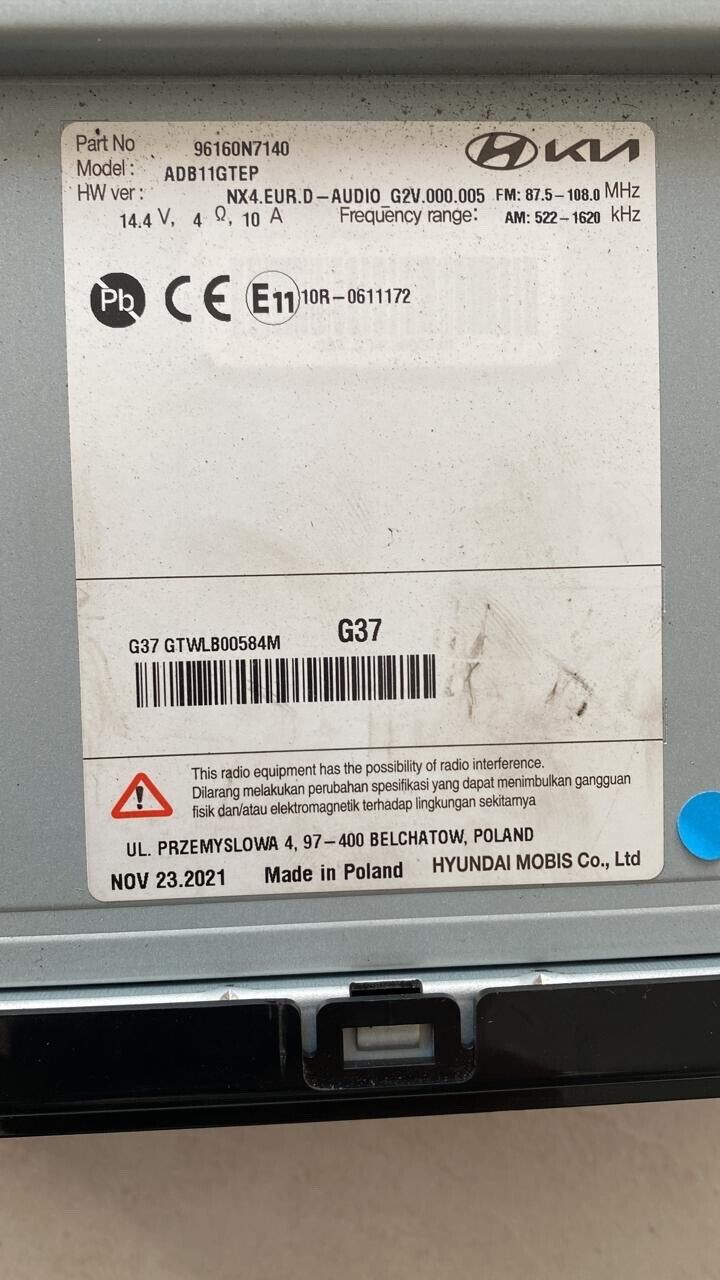 Part No 96160N7140
KIA
Model : ADB11GTEP
HW ver : NX4.EUR.D-AUDIO_G2V.000.005 FM: 87.5-108.0 MHz
14.4 V, 4 Ω, 10 A Frequency range: AM: 522-1620 kHz
Pb CE E11 10R-0611172
G37 GTWLB00584M G37
This radio equipment has the possibility of radio interference.
Dilarang melakukan perubahan spesifikasi yang dapat menimbulkan gangguan
fisik dan/atau elektromagnetik terhadap lingkungan sekitarnya
UL. PRZEMYSLOWA 4, 97-400 BELCHATOW, POLAND
NOV 23.2021 Made in Poland HYUNDAI MOBIS Co., Ltd